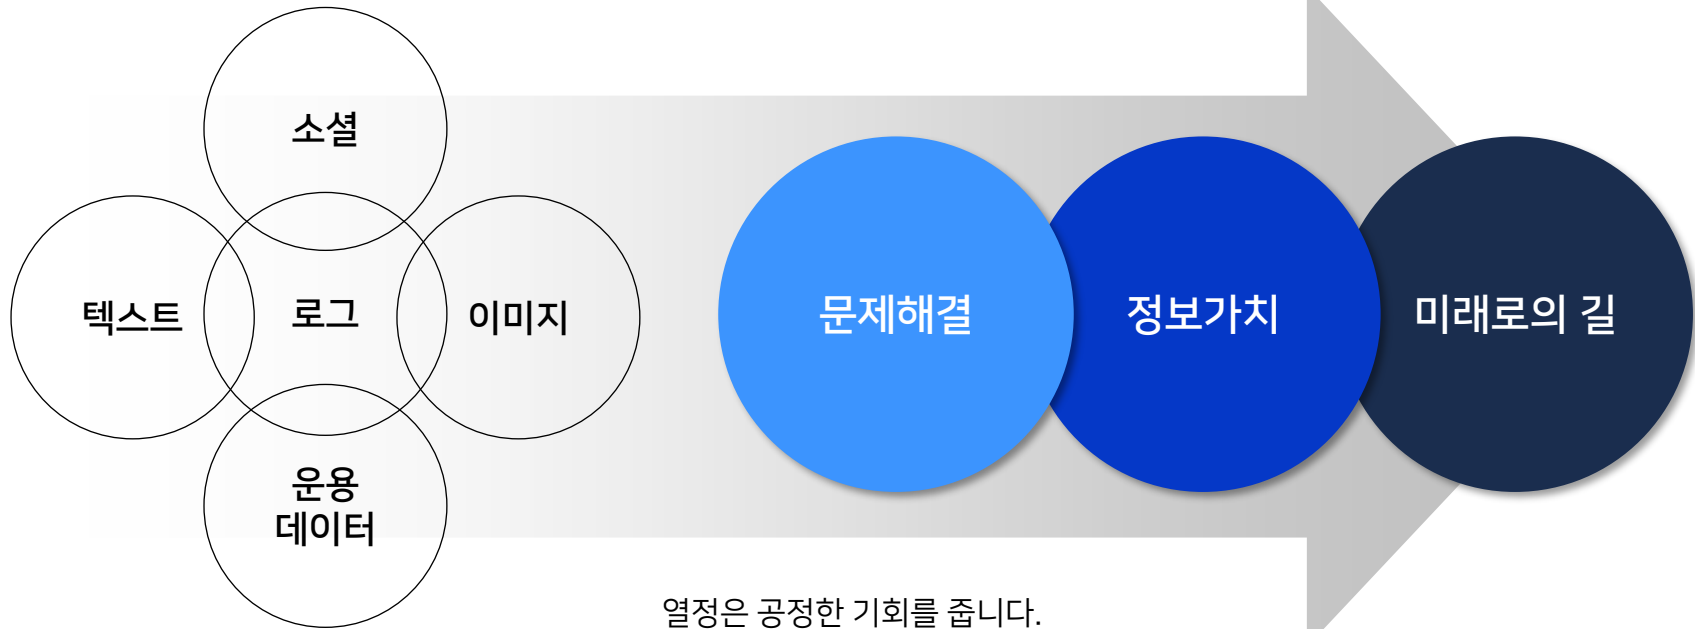 소셜
텍스트
로그
이미지
운용
데이터
문제해결
정보가치
미래로의 길
열정은 공정한 기회를 줍니다.